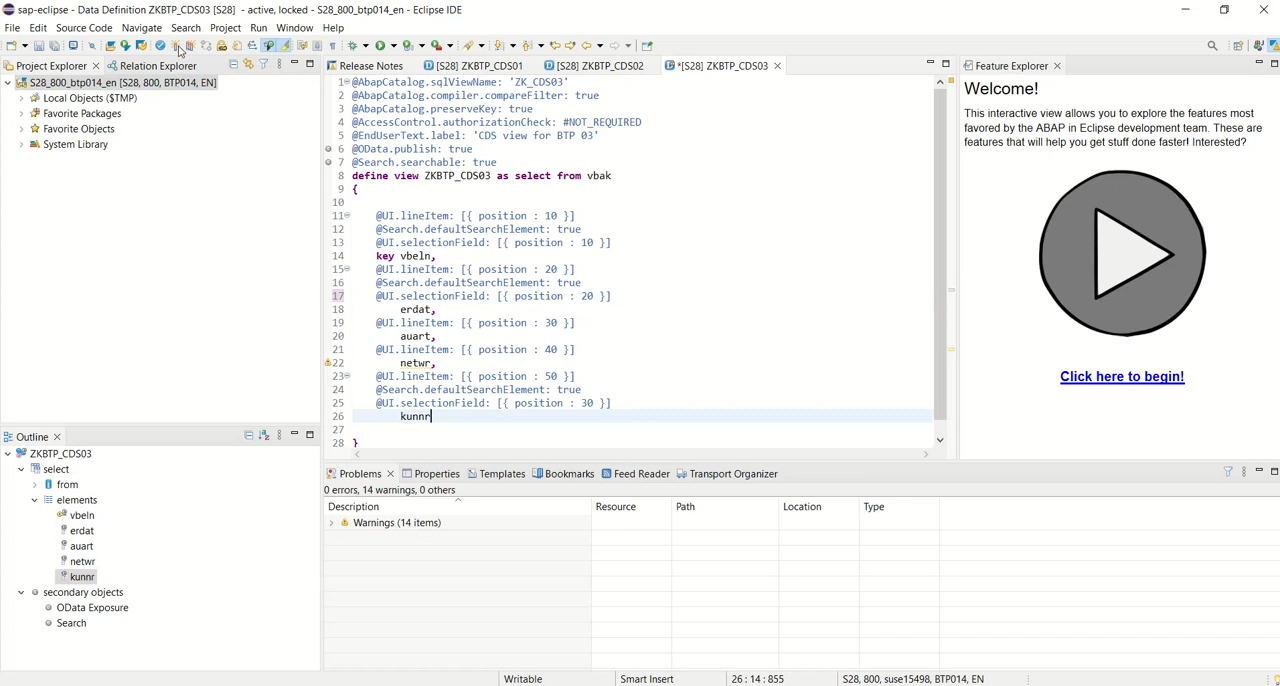 sap-eclipse - Data Definition ZKBTP_CDS03 [S28] - active, locked - S28_800_btp014_en - Eclipse IDE
File Edit Source Code Navigate Search Project Run Window Help
Project Explorer Relation Explorer
S28_800_btp014_en [S28, 800, BTP014, EN]
Local Objects ($TMP)
Favorite Packages
Favorite Objects
System Library
Release Notes [S28] ZKBTP_CDS01 [S28] ZKBTP_CDS02 *[S28] ZKBTP_CDS03
1 @AbapCatalog.sqlViewName: 'ZK_CDS03'
2 @AbapCatalog.compiler.compareFilter: true
3 @AbapCatalog.preserveKey: true
4 @AccessControl.authorizationCheck: #NOT_REQUIRED
5 @EndUserText.label: 'CDS view for BTP 03'
6 @OData.publish: true
7 @Search.searchable: true
8 define view ZKBTP_CDS03 as select from vbak
9 {
10
11 @UI.lineItem: [{ position : 10 }]
12 @Search.defaultSearchElement: true
13 @UI.selectionField: [{ position : 10 }]
14 key vbeln,
15 @UI.lineItem: [{ position : 20 }]
16 @Search.defaultSearchElement: true
17 @UI.selectionField: [{ position : 20 }]
18 erdat,
19 @UI.lineItem: [{ position : 30 }]
20 auart,
21 @UI.lineItem: [{ position : 40 }]
22 netwr,
23 @UI.lineItem: [{ position : 50 }]
24 @Search.defaultSearchElement: true
25 @UI.selectionField: [{ position : 30 }]
26 kunnr
27
28 }
Feature Explorer
Welcome!
This interactive view allows you to explore the features most
favored by the ABAP in Eclipse development team. These are
features that will help you get stuff done faster! Interested?
Click here to begin!
Outline
ZKBTP_CDS03
select
from
elements
vbeln
erdat
auart
netwr
kunnr
secondary objects
OData Exposure
Search
Problems Properties Templates Bookmarks Feed Reader Transport Organizer
0 errors, 14 warnings, 0 others
Description Resource Path Location Type
Warnings (14 items)
Writable Smart Insert 26 : 14 : 855 S28, 800, suse15498, BTP014, EN